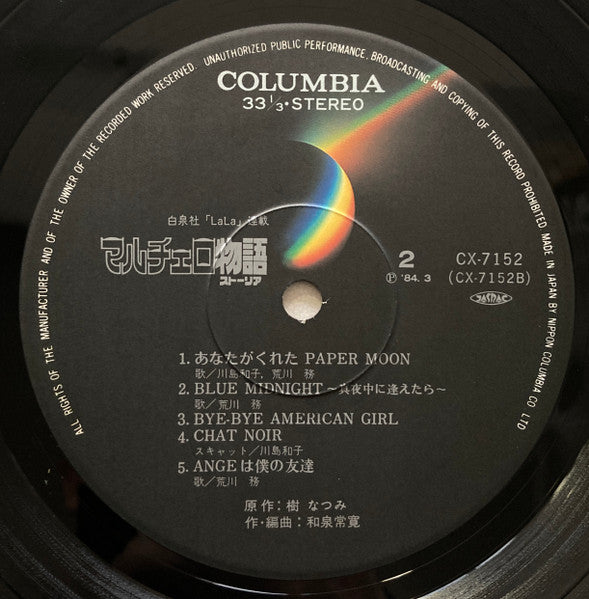 ALL RIGHTS OF THE MANUFACTURER AND OF THE OWNER OF THE RECORDED WORK RESERVED. UNAUTHORIZED PUBLIC PERFORMANCE, BROADCASTING AND COPYING OF THIS RECORD PROHIBITED MADE IN JAPAN BY NIPPON COLUMBIA CO LTD
COLUMBIA
33 1/3・STEREO
白泉社「LaLa」連載
マルチェロ物語
ストーリア
2
Ⓟ '84. 3
CX-7152
(CX-7152B)
JASRAC
1. あなたがくれた PAPER MOON
歌/川島和子, 荒川 務
2. BLUE MIDNIGHT～真夜中に逢えたら～
歌/荒川 務
3. BYE-BYE AMERICAN GIRL
4. CHAT NOIR
スキャット/川島和子
5. ANGEは僕の友達
歌/荒川 務
原作:樹 なつみ
作・編曲:和泉常寛